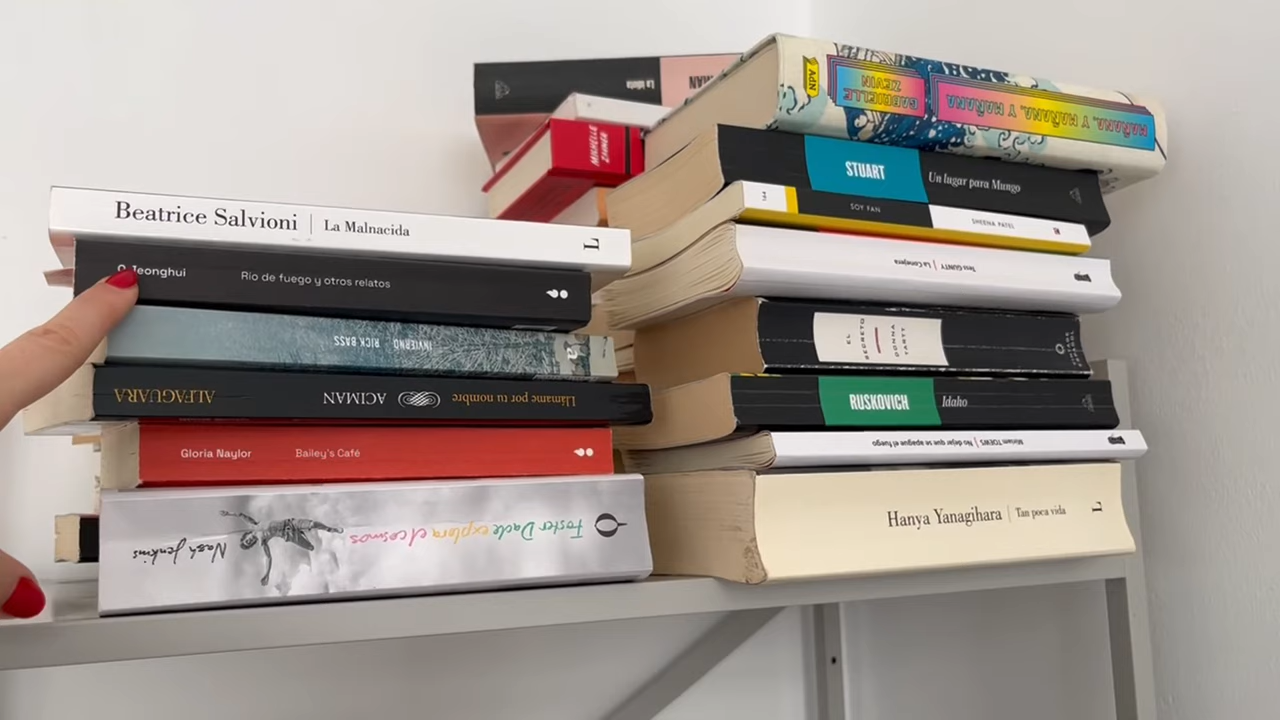 Beatrice Salvioni | La Malnacida
O Jeonghui Río de fuego y otros relatos
INVIERNO RICK BASS
Llámame por tu nombre ACIMAN ALFAGUARA
Gloria Naylor Bailey's Café
Foster Dade explora el cosmos Nash Jenkins
La idiota
MICHELLE ZAUNER
MAÑANA, Y MAÑANA, Y MAÑANA
GABRIELLE ZEVIN
ADN
STUART Un lugar para Mungo
SOY FAN SHEENA PATEL
Tess GUNTY | La Conejera
EL SECRETO
DONNA TARTT
RUSKOVICH Idaho
Miriam TOEWS | No dejar que se apague el fuego
Hanya Yanagihara | Tan poca vida